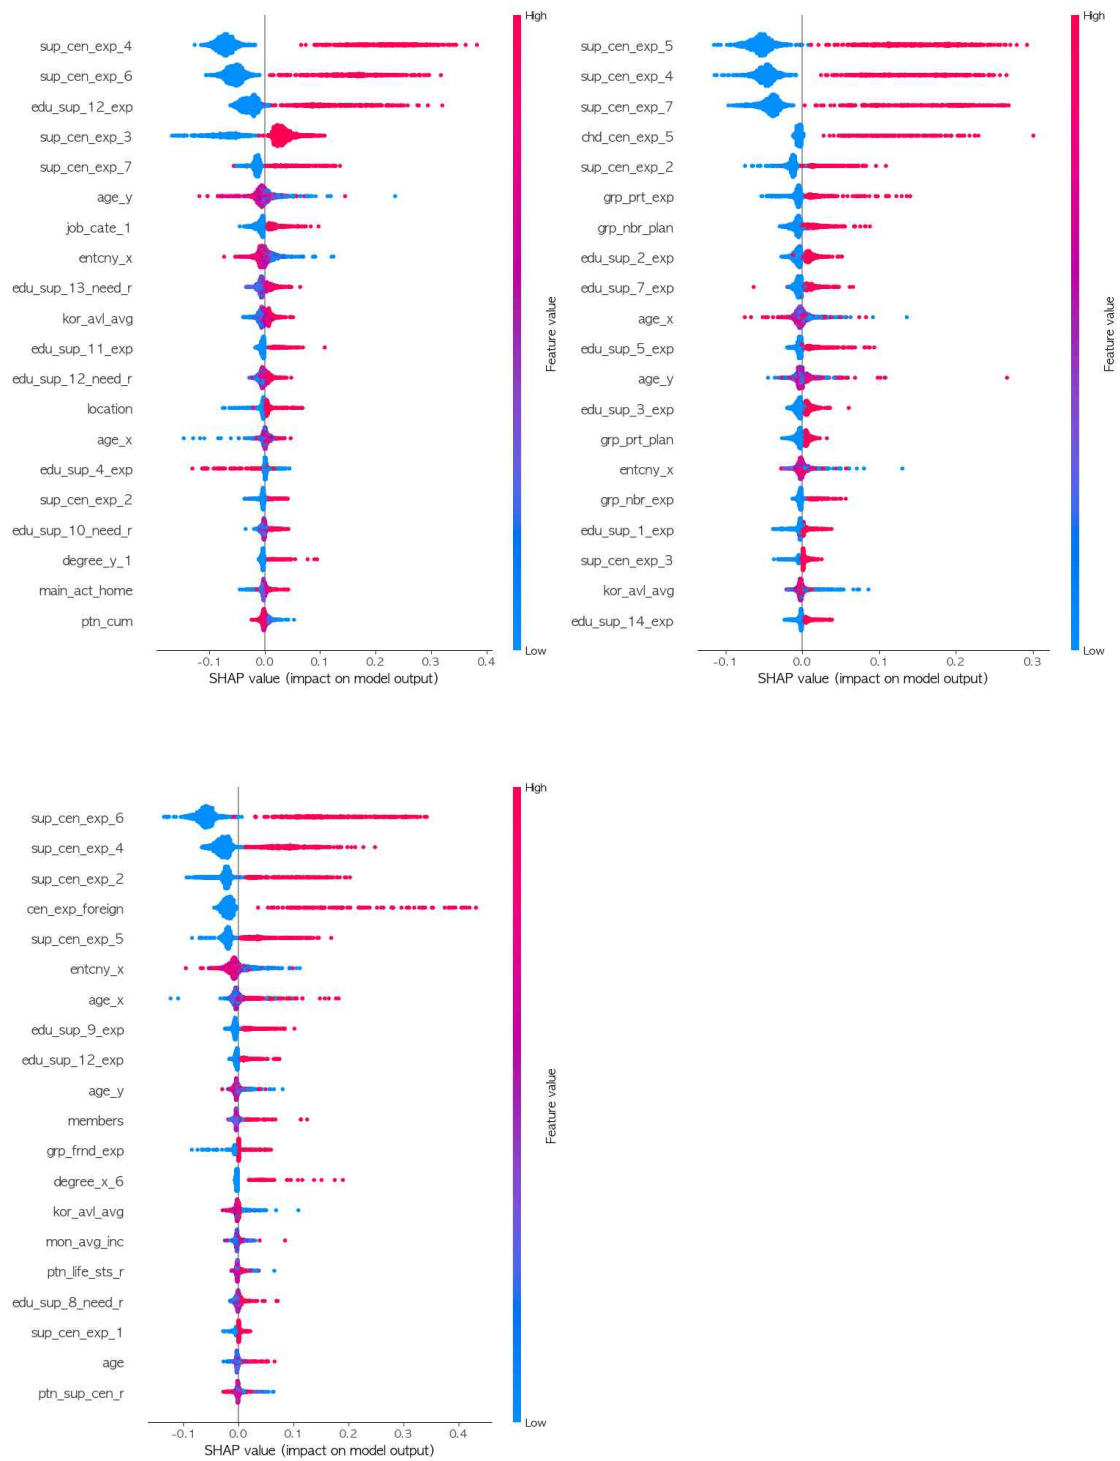 High
sup_cen_exp_4
sup_cen_exp_6
edu_sup_12_exp
sup_cen_exp_3
sup_cen_exp_7
age_y
job_cate_1
entcny_x
edu_sup_13_need_r
kor_avl_avg
edu_sup_11_exp
edu_sup_12_need_r
location
age_x
edu_sup_4_exp
sup_cen_exp_2
edu_sup_10_need_r
degree_y_1
main_act_home
ptn_cum
Feature value
Low
-0.1 0.0 0.1 0.2 0.3 0.4
SHAP value (impact on model output)
High
sup_cen_exp_5
sup_cen_exp_4
sup_cen_exp_7
chd_cen_exp_5
sup_cen_exp_2
grp_prt_exp
grp_nbr_plan
edu_sup_2_exp
edu_sup_7_exp
age_x
edu_sup_5_exp
age_y
edu_sup_3_exp
grp_prt_plan
entcny_x
grp_nbr_exp
edu_sup_1_exp
sup_cen_exp_3
kor_avl_avg
edu_sup_14_exp
Feature value
Low
-0.1 0.0 0.1 0.2 0.3
SHAP value (impact on model output)
High
sup_cen_exp_6
sup_cen_exp_4
sup_cen_exp_2
cen_exp_foreign
sup_cen_exp_5
entcny_x
age_x
edu_sup_9_exp
edu_sup_12_exp
age_y
members
grp_frnd_exp
degree_x_6
kor_avl_avg
mon_avg_inc
ptn_life_sts_r
edu_sup_8_need_r
sup_cen_exp_1
age
ptn_sup_cen_r
Feature value
Low
-0.1 0.0 0.1 0.2 0.3 0.4
SHAP value (impact on model output)